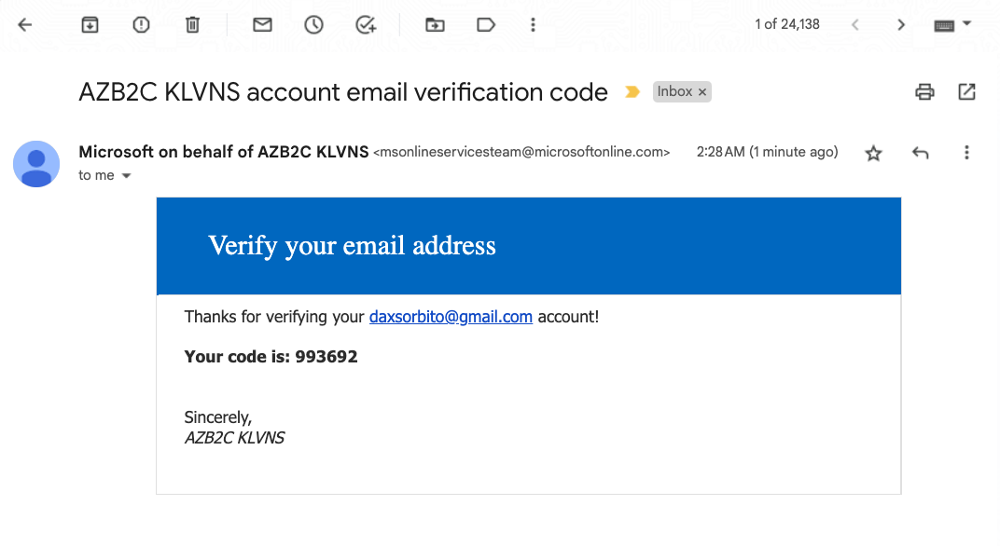 1 of 24,138
AZB2C KLVNS account email verification code Inbox ×
Microsoft on behalf of AZB2C KLVNS <msonlineservicesteam@microsoftonline.com> 2:28 AM (1 minute ago)
to me
Verify your email address
Thanks for verifying your daxsorbito@gmail.com account!
Your code is: 993692
Sincerely,
AZB2C KLVNS